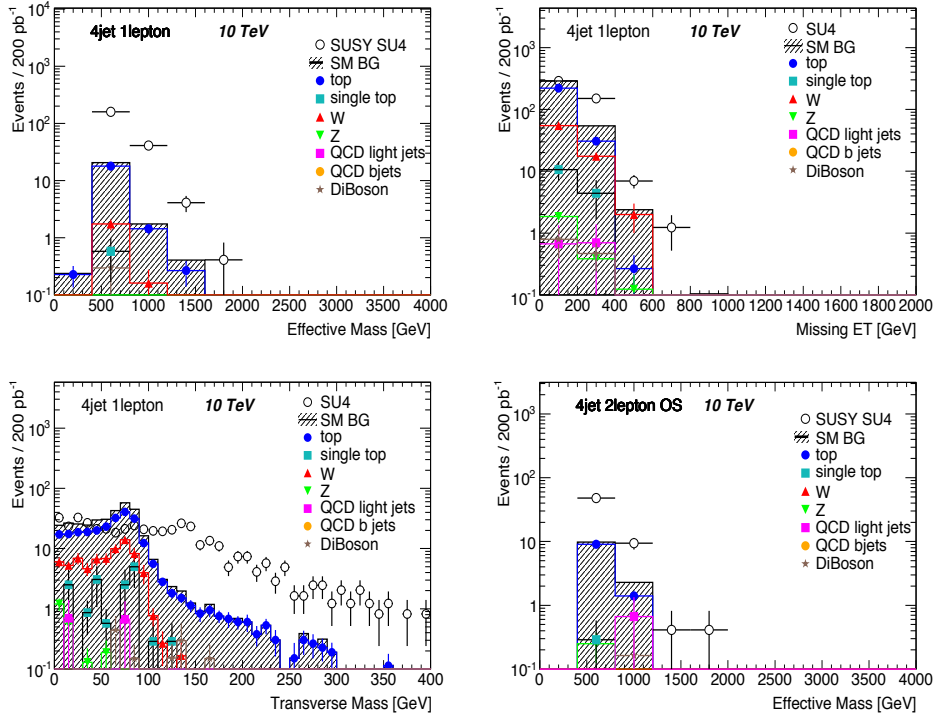 Events / 200 pb⁻¹
4jet 1lepton 10 TeV
SUSY SU4
SM BG
top
single top
W
Z
QCD light jets
QCD bjets
DiBoson
10³
10²
10
1
10⁻¹
0 500 1000 1500 2000 2500 3000 3500 4000
Effective Mass [GeV]
Events / 200 pb⁻¹
4jet 1lepton 10 TeV
SUSY SU4
SM BG
top
single top
W
Z
QCD light jets
QCD b jets
DiBoson
10³
10²
10
1
10⁻¹
0 200 400 600 800 1000 1200 1400 1600 1800 2000
Missing ET [GeV]
Events / 200 pb⁻¹
4jet 1lepton 10 TeV
SU4
SM BG
top
single top
W
Z
QCD light jets
QCD b jets
DiBoson
10³
10²
10
1
10⁻¹
0 50 100 150 200 250 300 350 400
Transverse Mass [GeV]
Events / 200 pb⁻¹
4jet 2lepton OS 10 TeV
SUSY SU4
SM BG
top
single top
W
Z
QCD light jets
QCD bjets
DiBoson
10³
10²
10
1
10⁻¹
0 500 1000 1500 2000 2500 3000 3500 4000
Effective Mass [GeV]